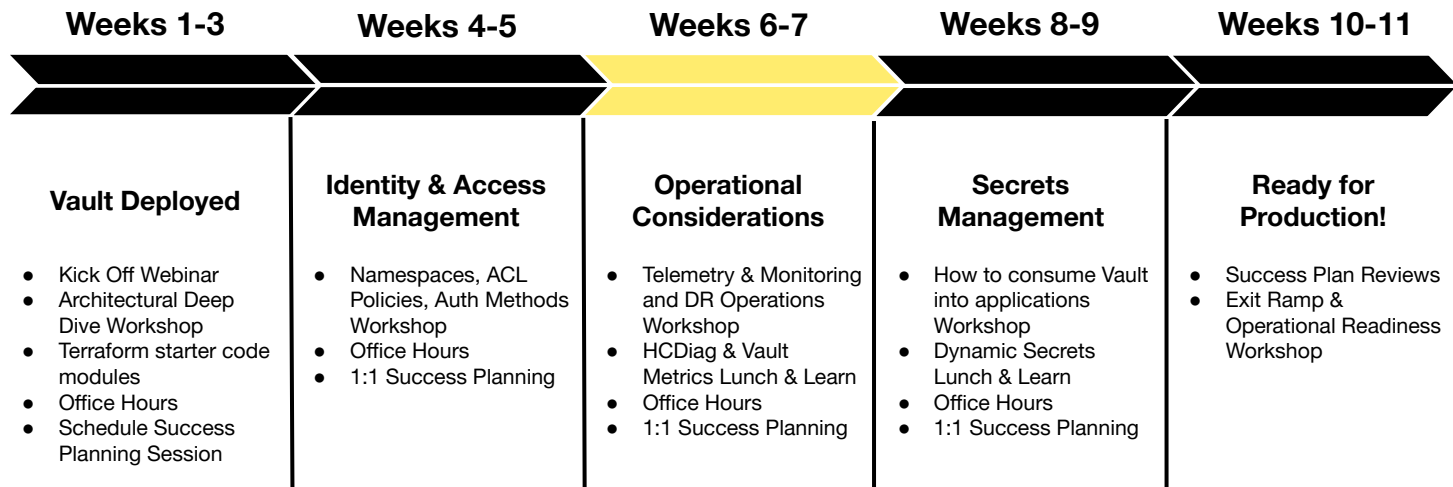 Weeks 1-3
Weeks 4-5
Weeks 6-7
Weeks 8-9
Weeks 10-11
Vault Deployed
● Kick Off Webinar
● Architectural Deep
Dive Workshop
● Terraform starter code
modules
● Office Hours
● Schedule Success
Planning Session
Identity & Access
Management
● Namespaces, ACL
Policies, Auth Methods
Workshop
● Office Hours
● 1:1 Success Planning
Operational
Considerations
● Telemetry & Monitoring
and DR Operations
Workshop
● HCDiag & Vault
Metrics Lunch & Learn
● Office Hours
● 1:1 Success Planning
Secrets
Management
● How to consume Vault
into applications
Workshop
● Dynamic Secrets
Lunch & Learn
● Office Hours
● 1:1 Success Planning
Ready for
Production!
● Success Plan Reviews
● Exit Ramp &
Operational Readiness
Workshop